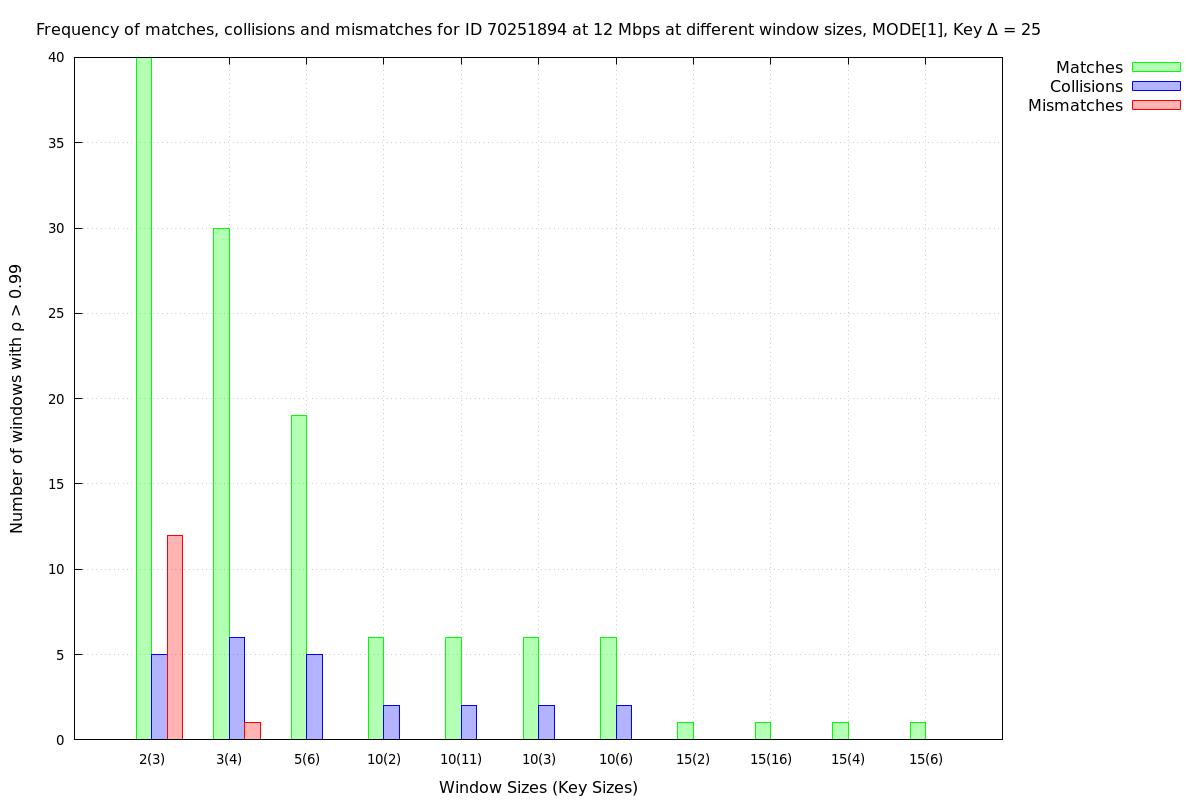 Frequency of matches, collisions and mismatches for ID 70251894 at 12 Mbps at different window sizes, MODE[1], Key Δ = 25
Matches
Collisions
Mismatches
40
35
30
25
20
15
10
5
0
Number of windows with ρ > 0.99
2(3) 3(4) 5(6) 10(2) 10(11) 10(3) 10(6) 15(2) 15(16) 15(4) 15(6)
Window Sizes (Key Sizes)